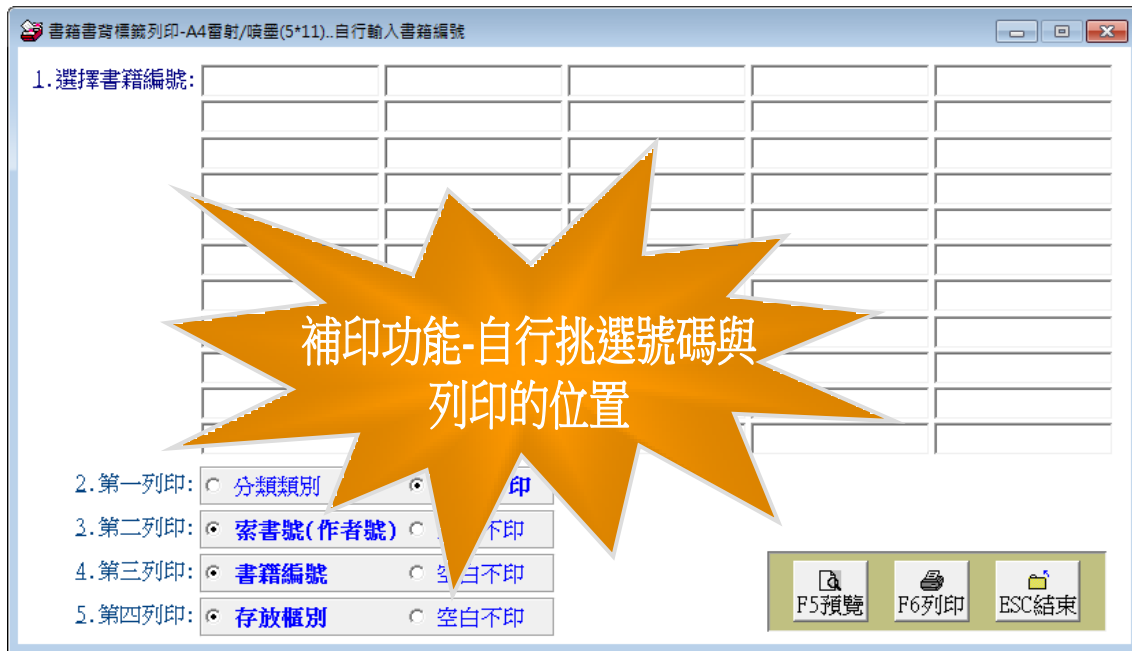 書籍書背標籤列印-A4雷射/噴墨(5*11)..自行輸入書籍編號
1.選擇書籍編號:
補印功能-自行挑選號碼與
列印的位置
2.第一列印: 分類類別 印
3.第二列印: 索書號(作者號) 不印
4.第三列印: 書籍編號 空白不印
5.第四列印: 存放櫃別 空白不印
F5預覽 F6列印 ESC結束